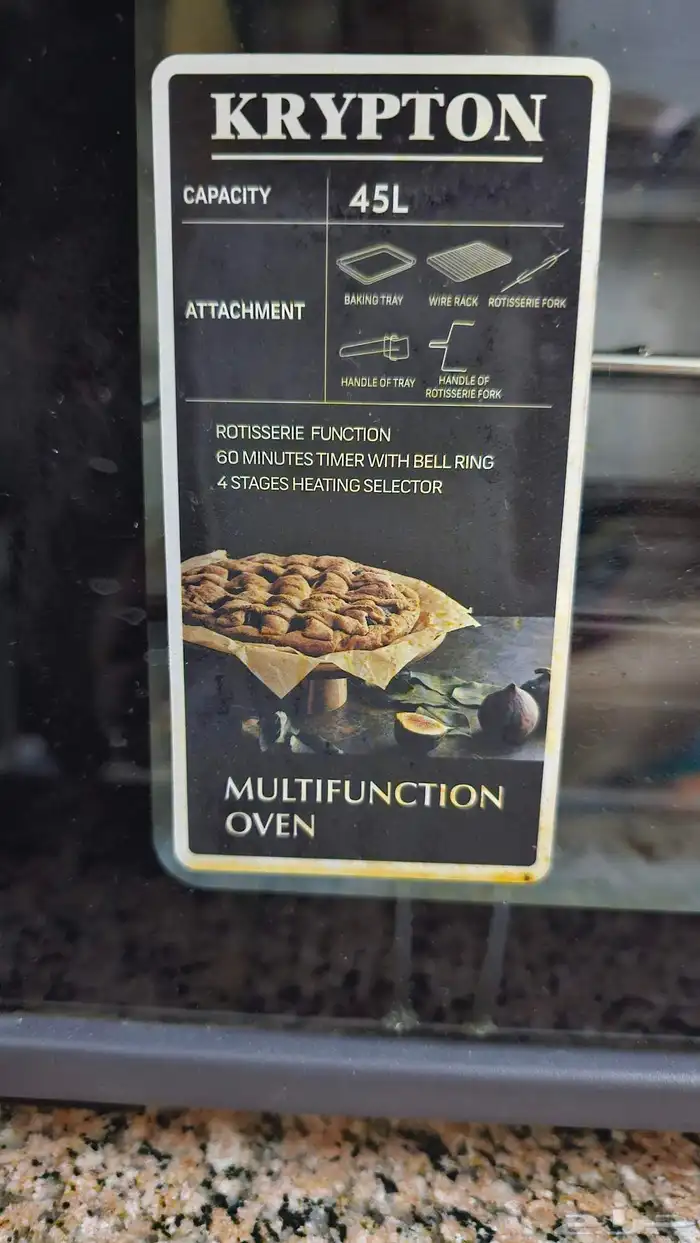 KRYPTON
CAPACITY
45L
ATTACHMENT
BAKING TRAY
WIRE RACK
ROTISSERIE FORK
HANDLE OF TRAY
HANDLE OF
ROTISSERIE FORK
ROTISSERIE FUNCTION
60 MINUTES TIMER WITH BELL RING
4 STAGES HEATING SELECTOR
MULTIFUNCTION
OVEN